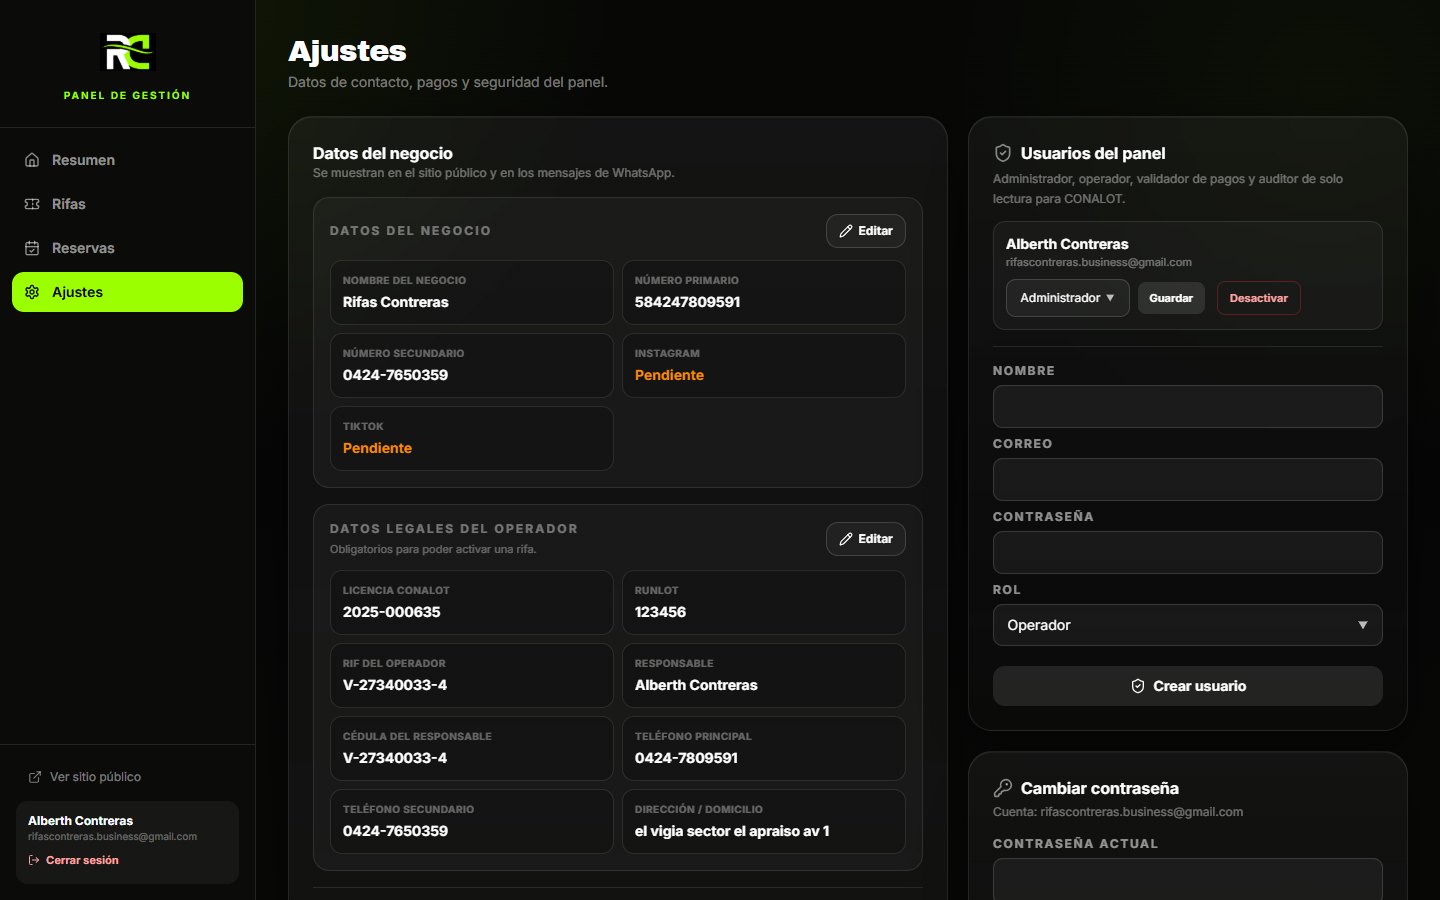 RC
PANEL DE GESTIÓN
Resumen
Rifas
Reservas
Ajustes
Ver sitio público
Alberth Contreras
rifascontreras.business@gmail.com
Cerrar sesión
Ajustes
Datos de contacto, pagos y seguridad del panel.
Datos del negocio
Se muestran en el sitio público y en los mensajes de WhatsApp.
DATOS DEL NEGOCIO
Editar
NOMBRE DEL NEGOCIO
Rifas Contreras
NÚMERO PRIMARIO
584247809591
NÚMERO SECUNDARIO
0424-7650359
INSTAGRAM
Pendiente
TIKTOK
Pendiente
DATOS LEGALES DEL OPERADOR
Obligatorios para poder activar una rifa.
Editar
LICENCIA CONALOT
2025-000635
RUNLOT
123456
RIF DEL OPERADOR
V-27340033-4
RESPONSABLE
Alberth Contreras
CÉDULA DEL RESPONSABLE
V-27340033-4
TELÉFONO PRINCIPAL
0424-7809591
TELÉFONO SECUNDARIO
0424-7650359
DIRECCIÓN / DOMICILIO
el vigia sector el apraiso av 1
Usuarios del panel
Administrador, operador, validador de pagos y auditor de solo
lectura para CONALOT.
Alberth Contreras
rifascontreras.business@gmail.com
Administrador
Guardar
Desactivar
NOMBRE
CORREO
CONTRASEÑA
ROL
Operador
Crear usuario
Cambiar contraseña
Cuenta: rifascontreras.business@gmail.com
CONTRASEÑA ACTUAL